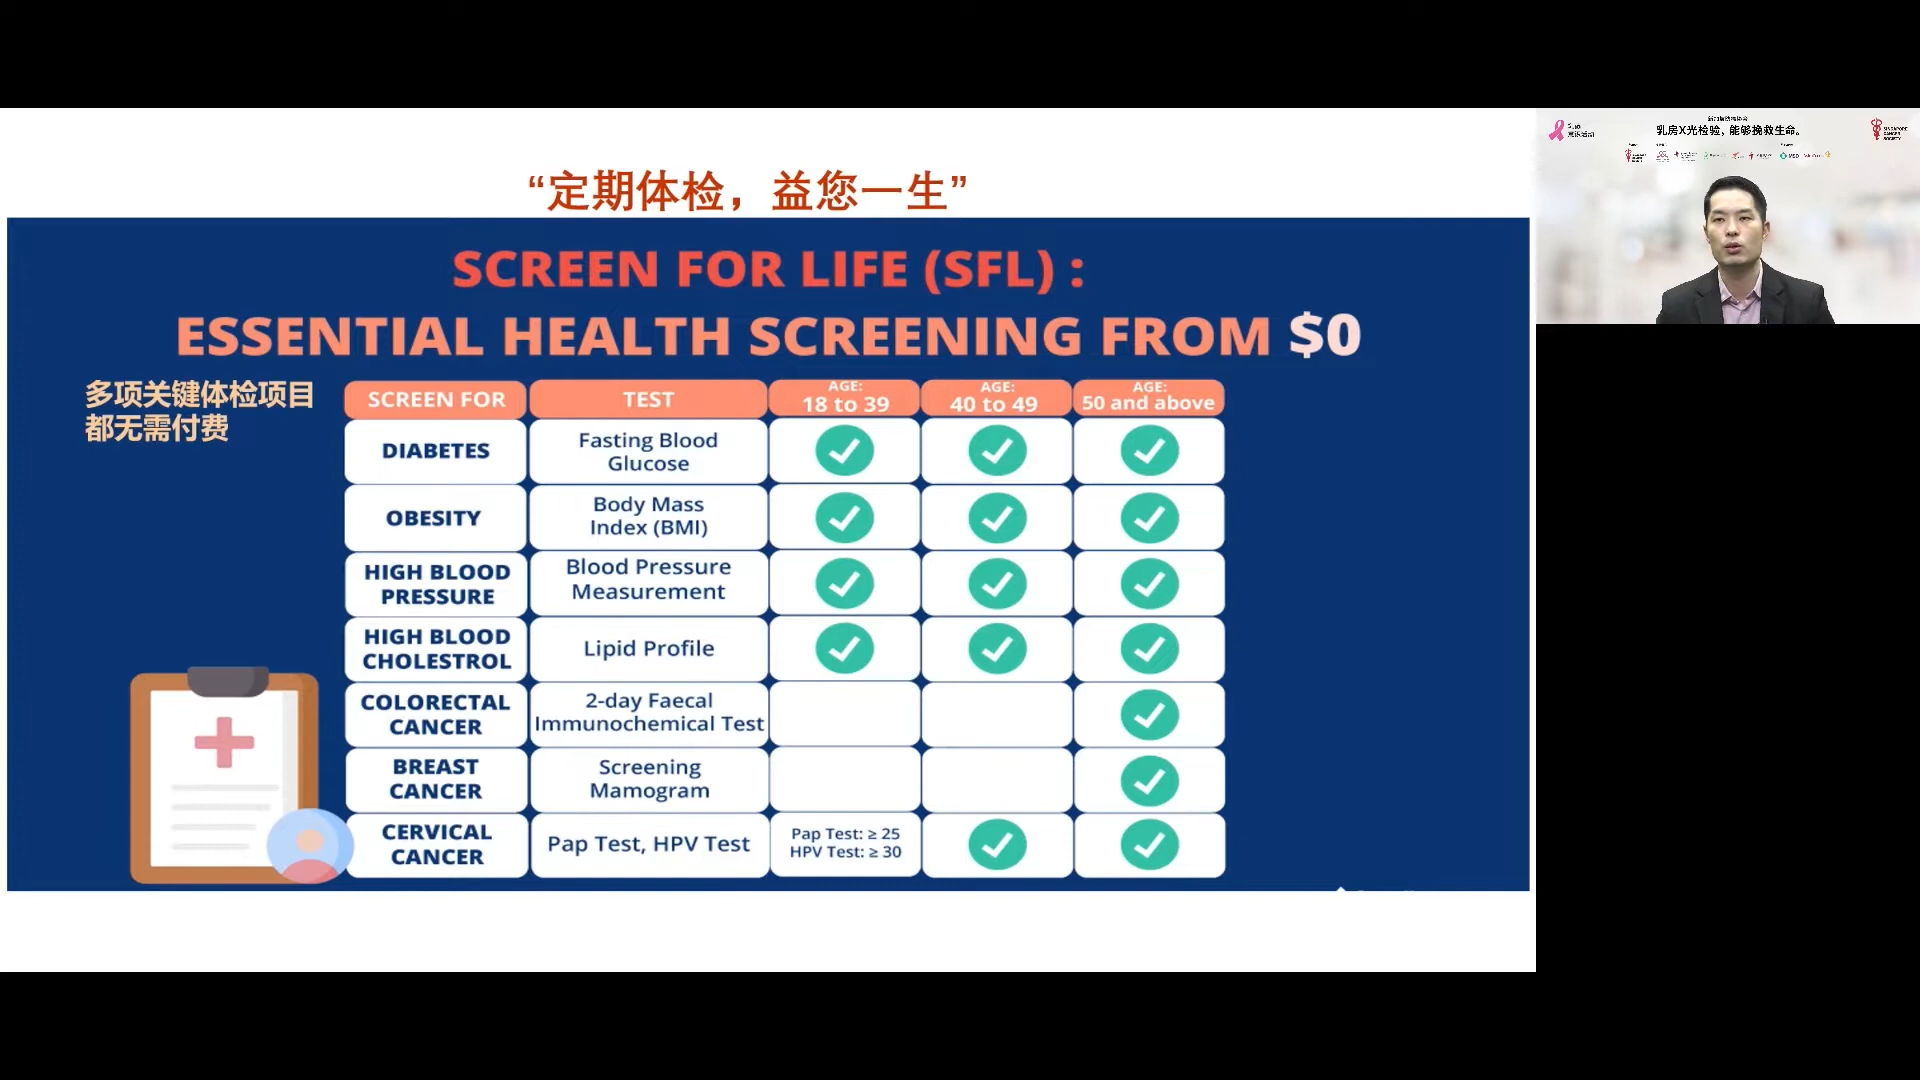 “定期体检，益您一生”
SCREEN FOR LIFE (SFL) :
ESSENTIAL HEALTH SCREENING FROM $0
多项关键体检项目
都无需付费
SCREEN FOR
TEST
AGE:
18 to 39
AGE:
40 to 49
AGE:
50 and above
DIABETES
Fasting Blood
Glucose
OBESITY
Body Mass
Index (BMI)
HIGH BLOOD
PRESSURE
Blood Pressure
Measurement
HIGH BLOOD
CHOLESTROL
Lipid Profile
COLORECTAL
CANCER
2-day Faecal
Immunochemical Test
BREAST
CANCER
Screening
Mamogram
CERVICAL
CANCER
Pap Test, HPV Test
Pap Test: ≥ 25
HPV Test: ≥ 30
乳房X光检验，能够挽救生命。
SINGAPORE
CANCER
SOCIETY
MSD